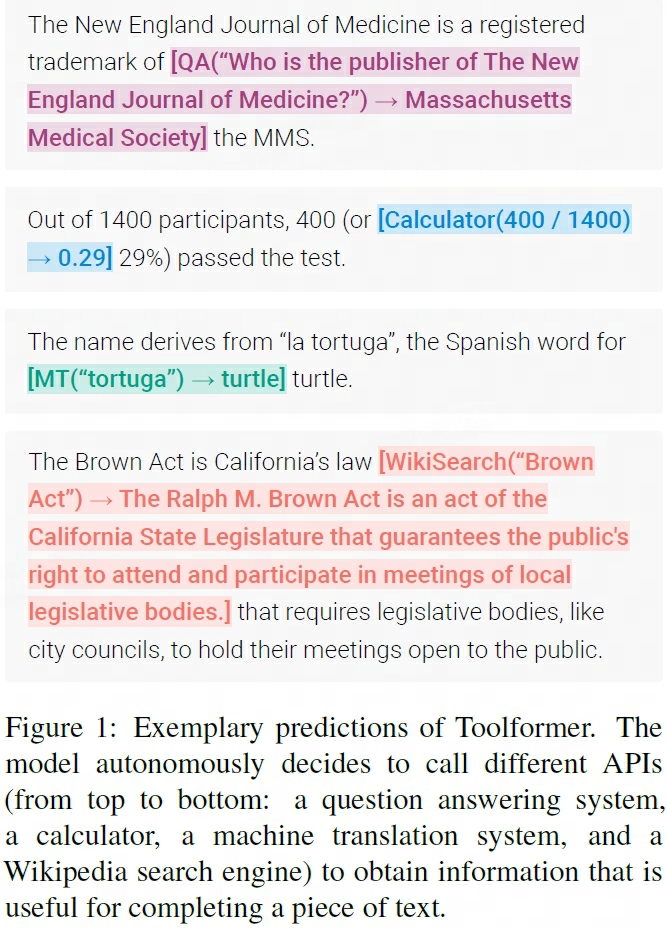 The New England Journal of Medicine is a registered
trademark of [QA(“Who is the publisher of The New
England Journal of Medicine?”) → Massachusetts
Medical Society] the MMS.
Out of 1400 participants, 400 (or [Calculator(400 / 1400)
→ 0.29] 29%) passed the test.
The name derives from “la tortuga”, the Spanish word for
[MT(“tortuga”) → turtle] turtle.
The Brown Act is California’s law [WikiSearch(“Brown
Act”) → The Ralph M. Brown Act is an act of the
California State Legislature that guarantees the public's
right to attend and participate in meetings of local
legislative bodies.] that requires legislative bodies, like
city councils, to hold their meetings open to the public.
Figure 1: Exemplary predictions of Toolformer. The
model autonomously decides to call different APIs
(from top to bottom: a question answering system,
a calculator, a machine translation system, and a
Wikipedia search engine) to obtain information that is
useful for completing a piece of text.